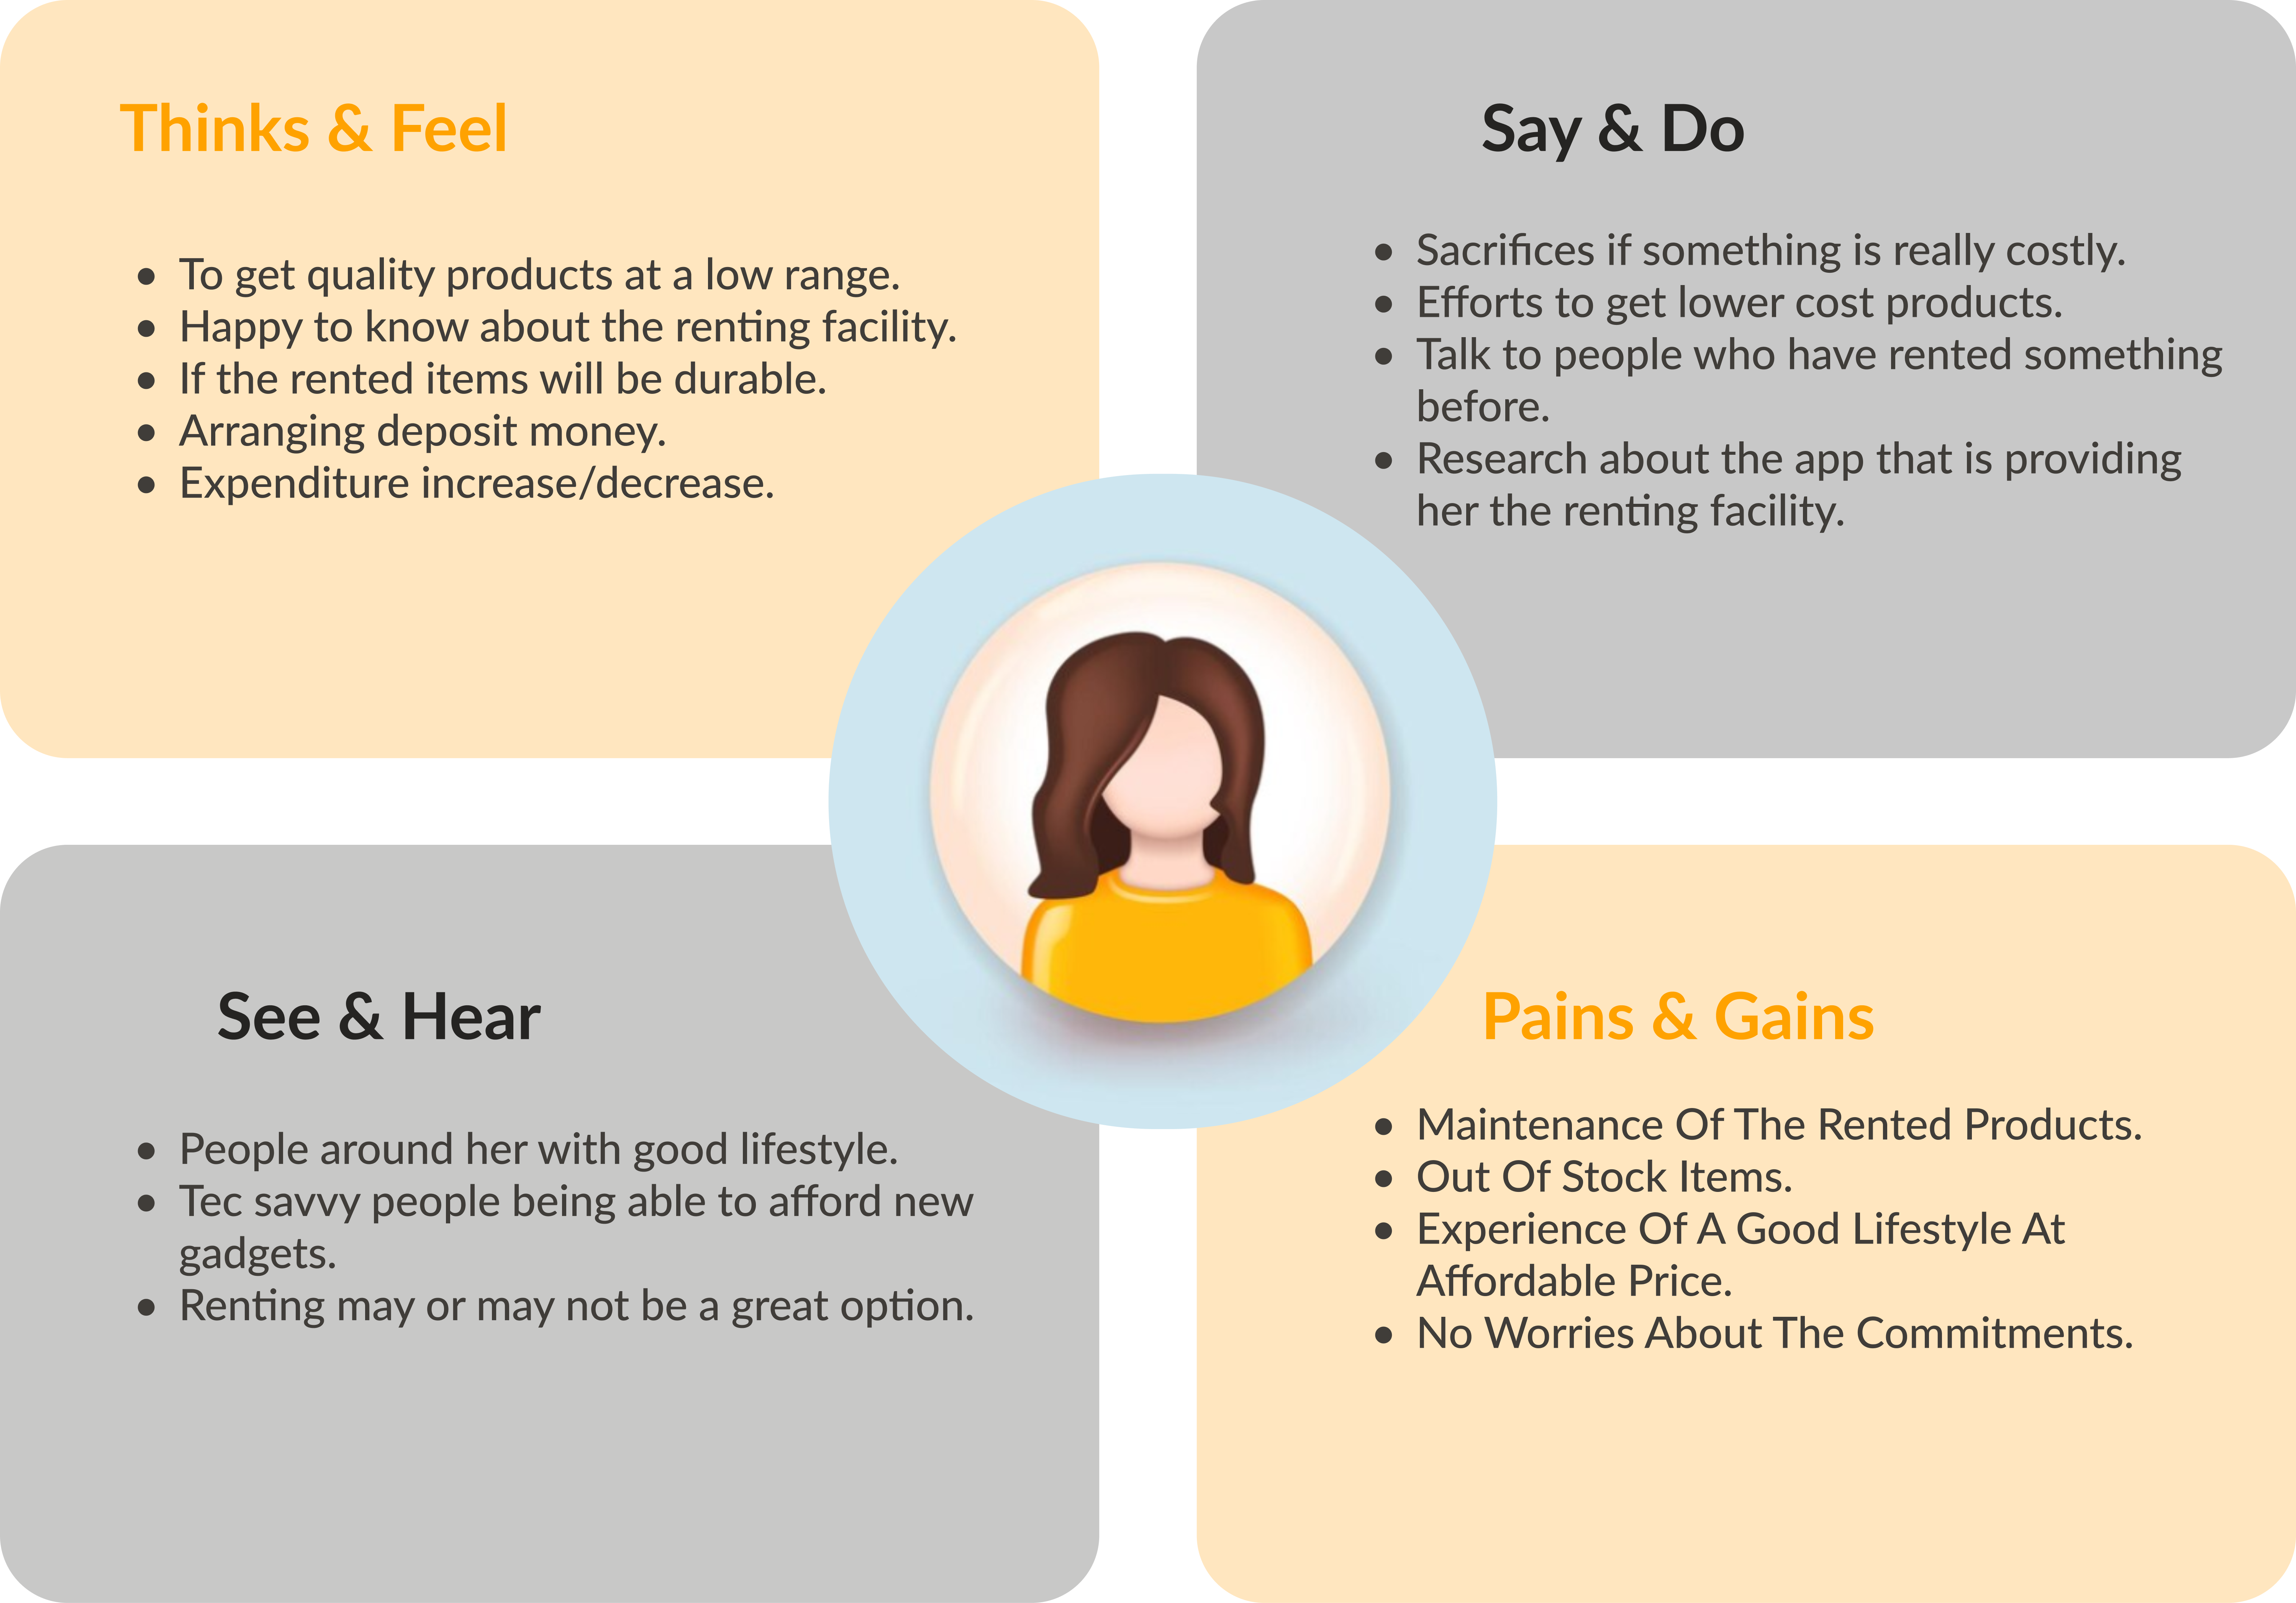 Thinks & Feel
• To get quality products at a low range.
• Happy to know about the renting facility.
• If the rented items will be durable.
• Arranging deposit money.
• Expenditure increase/decrease.
Say & Do
• Sacrifices if something is really costly.
• Efforts to get lower cost products.
• Talk to people who have rented something
before.
• Research about the app that is providing
her the renting facility.
See & Hear
• People around her with good lifestyle.
• Tec savvy people being able to afford new
gadgets.
• Renting may or may not be a great option.
Pains & Gains
• Maintenance Of The Rented Products.
• Out Of Stock Items.
• Experience Of A Good Lifestyle At
Affordable Price.
• No Worries About The Commitments.